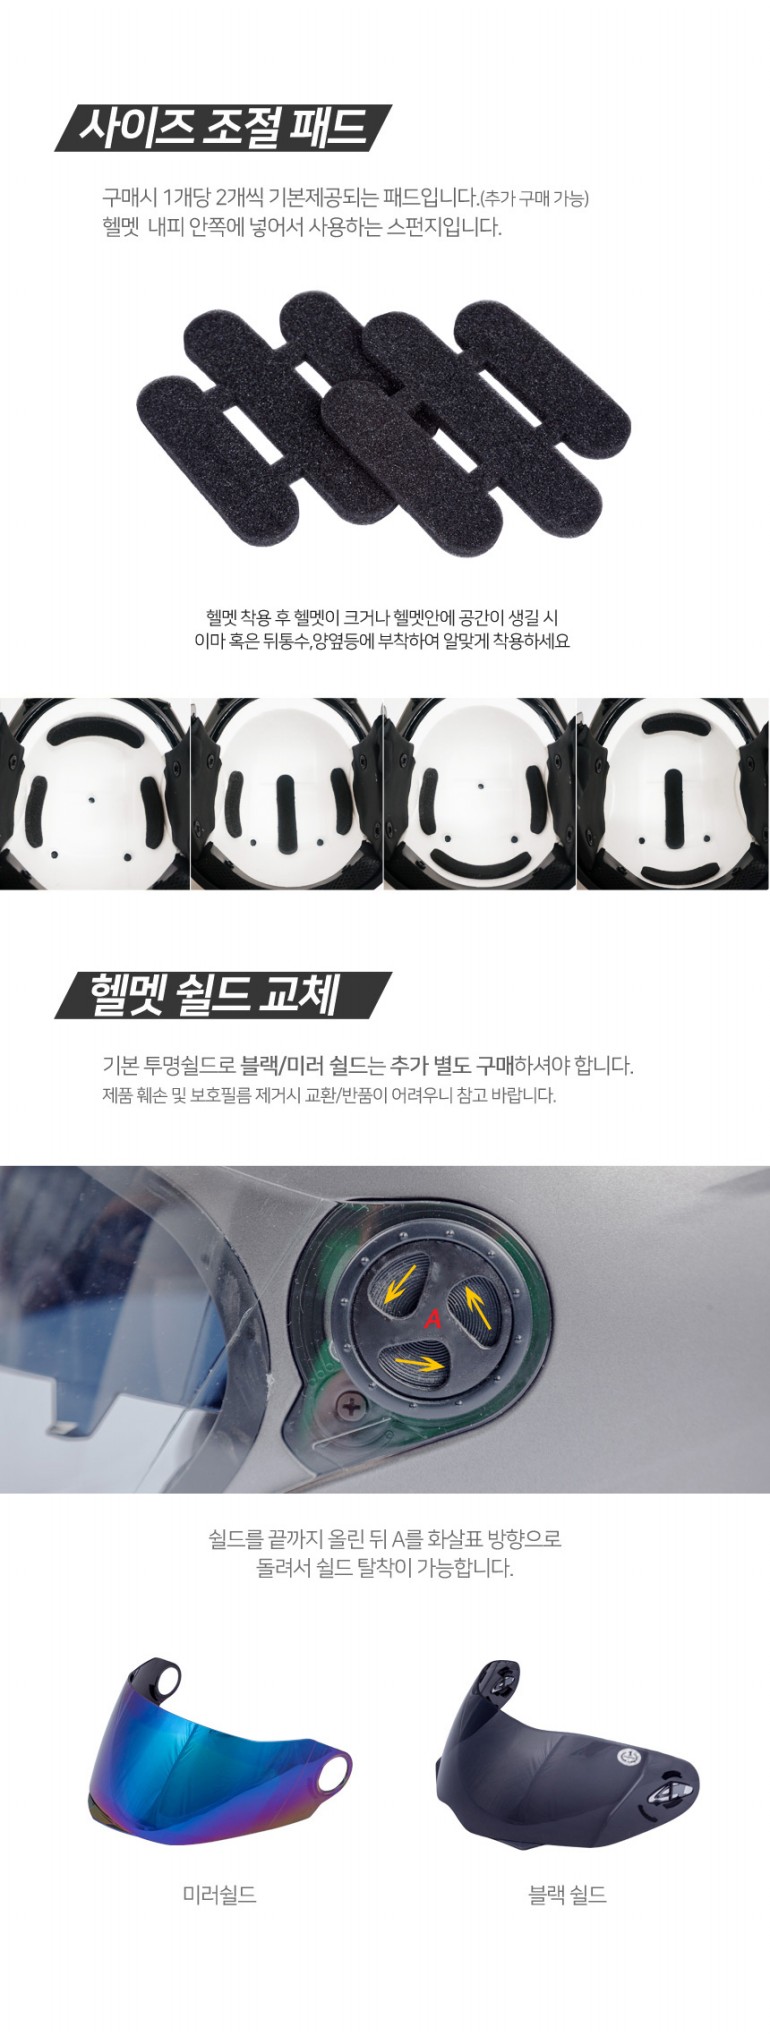 사이즈 조절 패드
구매시 1개당 2개씩 기본제공되는 패드입니다.(추가 구매 가능)
헬멧 내피 안쪽에 넣어서 사용하는 스펀지입니다.
헬멧 착용 후 헬멧이 크거나 헬멧안에 공간이 생길 시
이마 혹은 뒤통수,양옆등에 부착하여 알맞게 착용하세요
헬멧 쉴드 교체
기본 투명쉴드로 블랙/미러 쉴드는 추가 별도 구매하셔야 합니다.
제품 훼손 및 보호필름 제거시 교환/반품이 어려우니 참고 바랍니다.
A
쉴드를 끝까지 올린 뒤 A를 화살표 방향으로
돌려서 쉴드 탈착이 가능합니다.
미러쉴드
블랙 쉴드